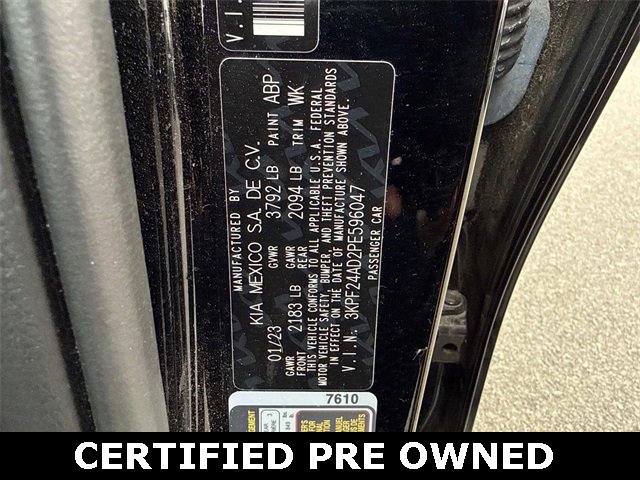 V.I.N.
MANUFACTURED BY
KIA MEXICO S.A. DE C.V.
01/23 GVWR 3792 LB PAINT ABP
GAWR FRONT 2183 LB GAWR REAR 2094 LB TRIM WK
THIS VEHICLE CONFORMS TO ALL APPLICABLE U.S.A. FEDERAL
MOTOR VEHICLE SAFETY, BUMPER, AND THEFT PREVENTION STANDARDS
IN EFFECT ON THE DATE OF MANUFACTURE SHOWN ABOVE.
V.I.N.: 3KPF24AD2PE596047
PASSENGER CAR
7610
CERTIFIED PRE OWNED